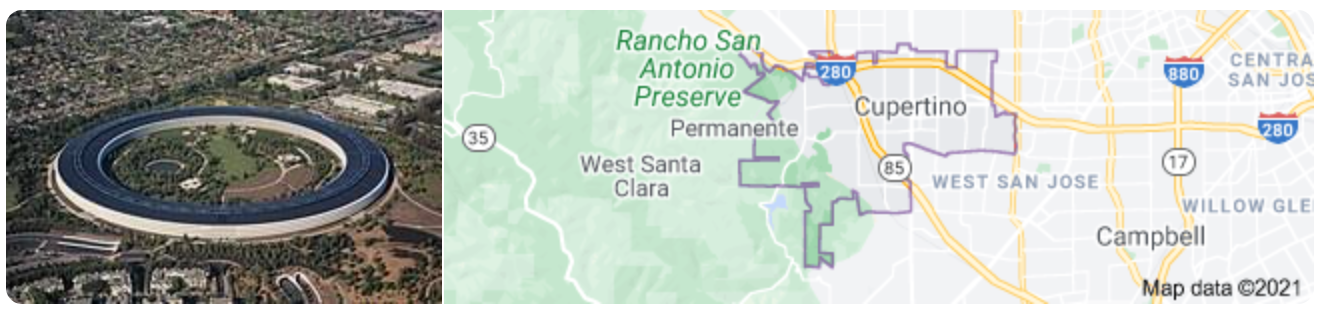 Rancho San
Antonio
Preserve
280
880
CENTRA
SAN JOS
Cupertino
35
Permanente
280
West Santa
Clara
85
17
WEST SAN JOSE
WILLOW GLE
Campbell
Map data ©2021